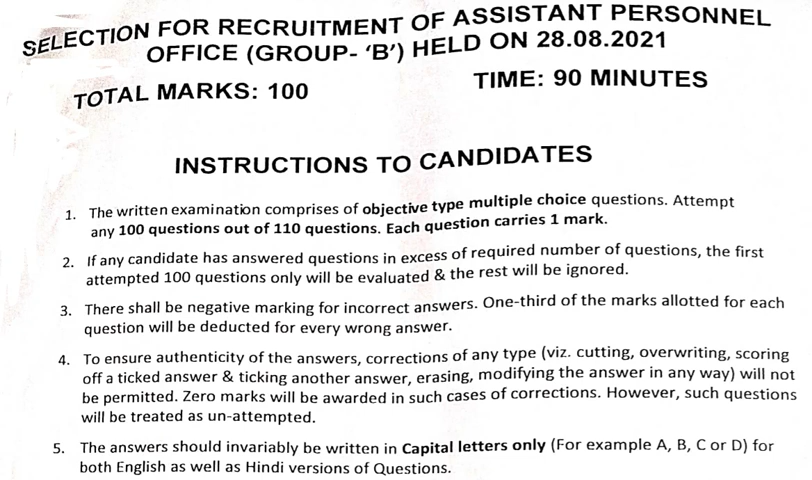 SELECTION FOR RECRUITMENT OF ASSISTANT PERSONNEL
OFFICE (GROUP- ‘B’) HELD ON 28.08.2021
TOTAL MARKS: 100 TIME: 90 MINUTES
INSTRUCTIONS TO CANDIDATES
1. The written examination comprises of objective type multiple choice questions. Attempt
any 100 questions out of 110 questions. Each question carries 1 mark.
2. If any candidate has answered questions in excess of required number of questions, the first
attempted 100 questions only will be evaluated & the rest will be ignored.
3. There shall be negative marking for incorrect answers. One-third of the marks allotted for each
question will be deducted for every wrong answer.
4. To ensure authenticity of the answers, corrections of any type (viz. cutting, overwriting, scoring
off a ticked answer & ticking another answer, erasing, modifying the answer in any way) will not
be permitted. Zero marks will be awarded in such cases of corrections. However, such questions
will be treated as un-attempted.
5. The answers should invariably be written in Capital letters only (For example A, B, C or D) for
both English as well as Hindi versions of Questions.